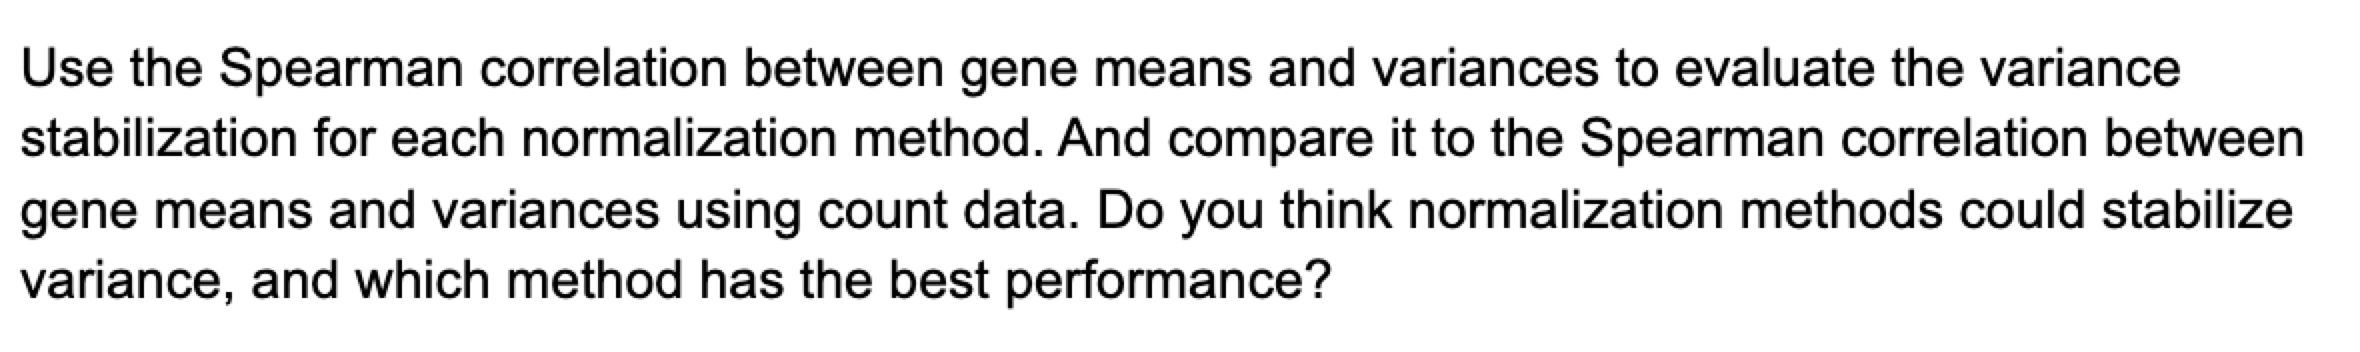 Use the Spearman correlation between gene means and variances to evaluate the variance
stabilization for each normalization method. And compare it to the Spearman correlation between
gene means and variances using count data. Do you think normalization methods could stabilize
variance, and which method has the best performance?